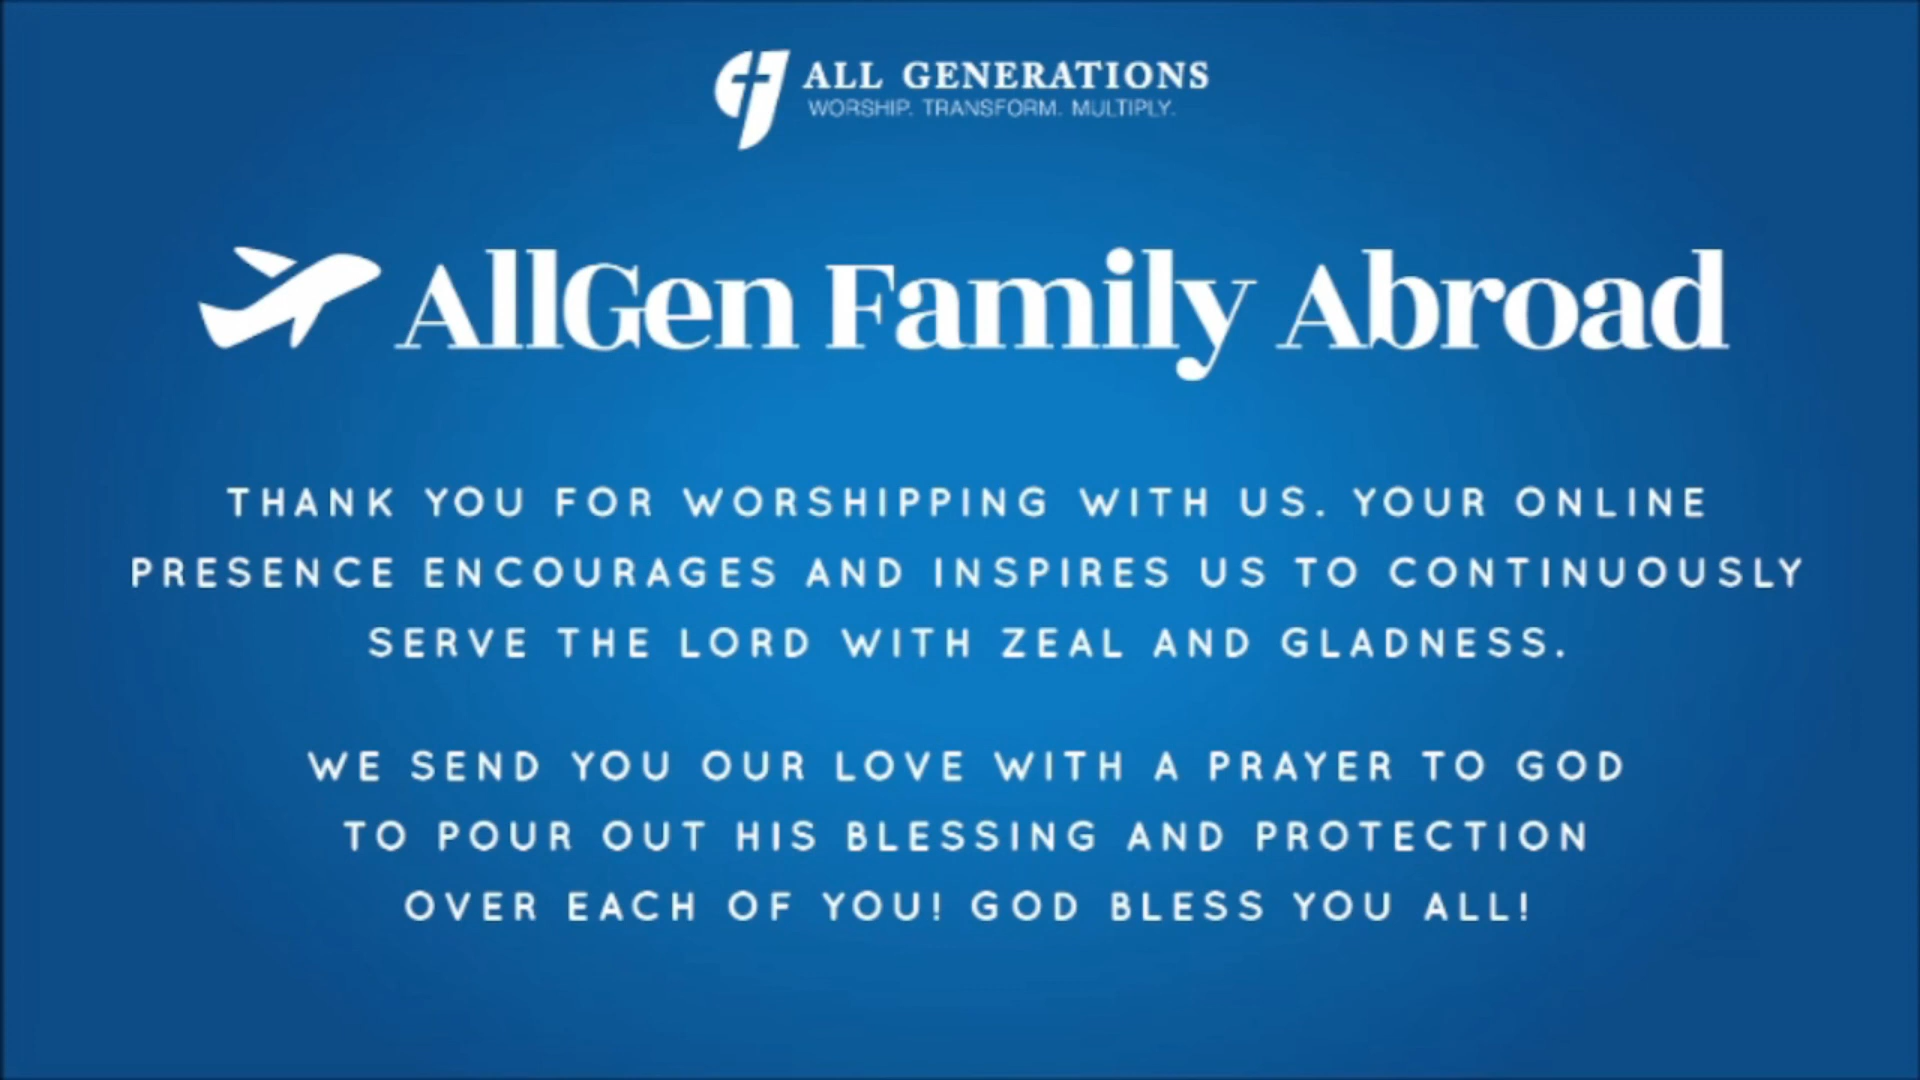 ALL GENERATIONS
WORSHIP. TRANSFORM. MULTIPLY.
AllGen Family Abroad
THANK YOU FOR WORSHIPPING WITH US. YOUR ONLINE
PRESENCE ENCOURAGES AND INSPIRES US TO CONTINUOUSLY
SERVE THE LORD WITH ZEAL AND GLADNESS.
WE SEND YOU OUR LOVE WITH A PRAYER TO GOD
TO POUR OUT HIS BLESSING AND PROTECTION
OVER EACH OF YOU! GOD BLESS YOU ALL!